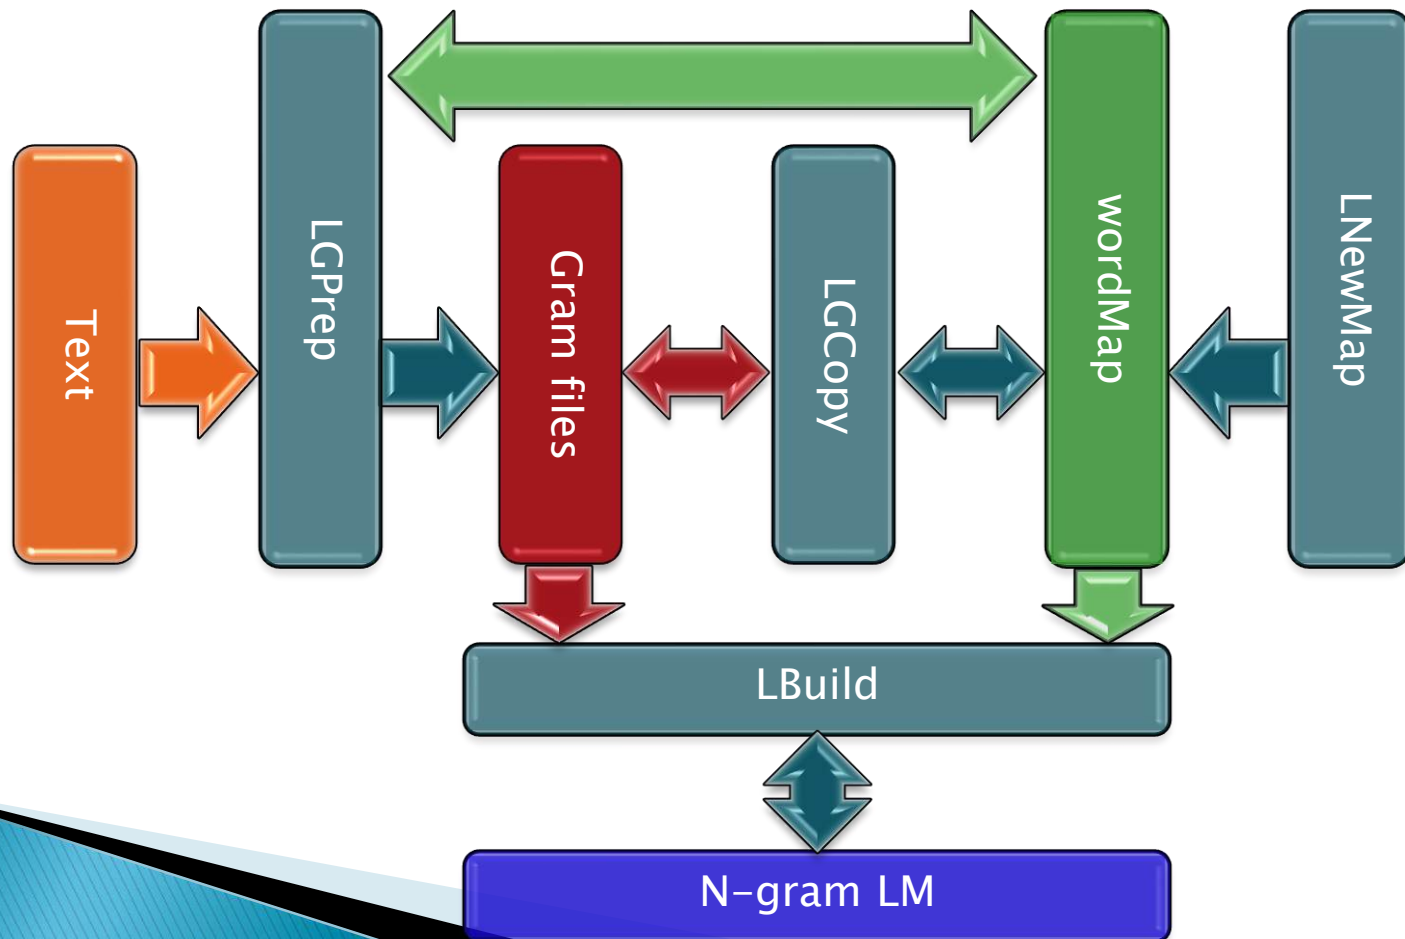 Text
LGPrep
Gram files
LGCopy
wordMap
LNewMap
LBuild
N-gram LM